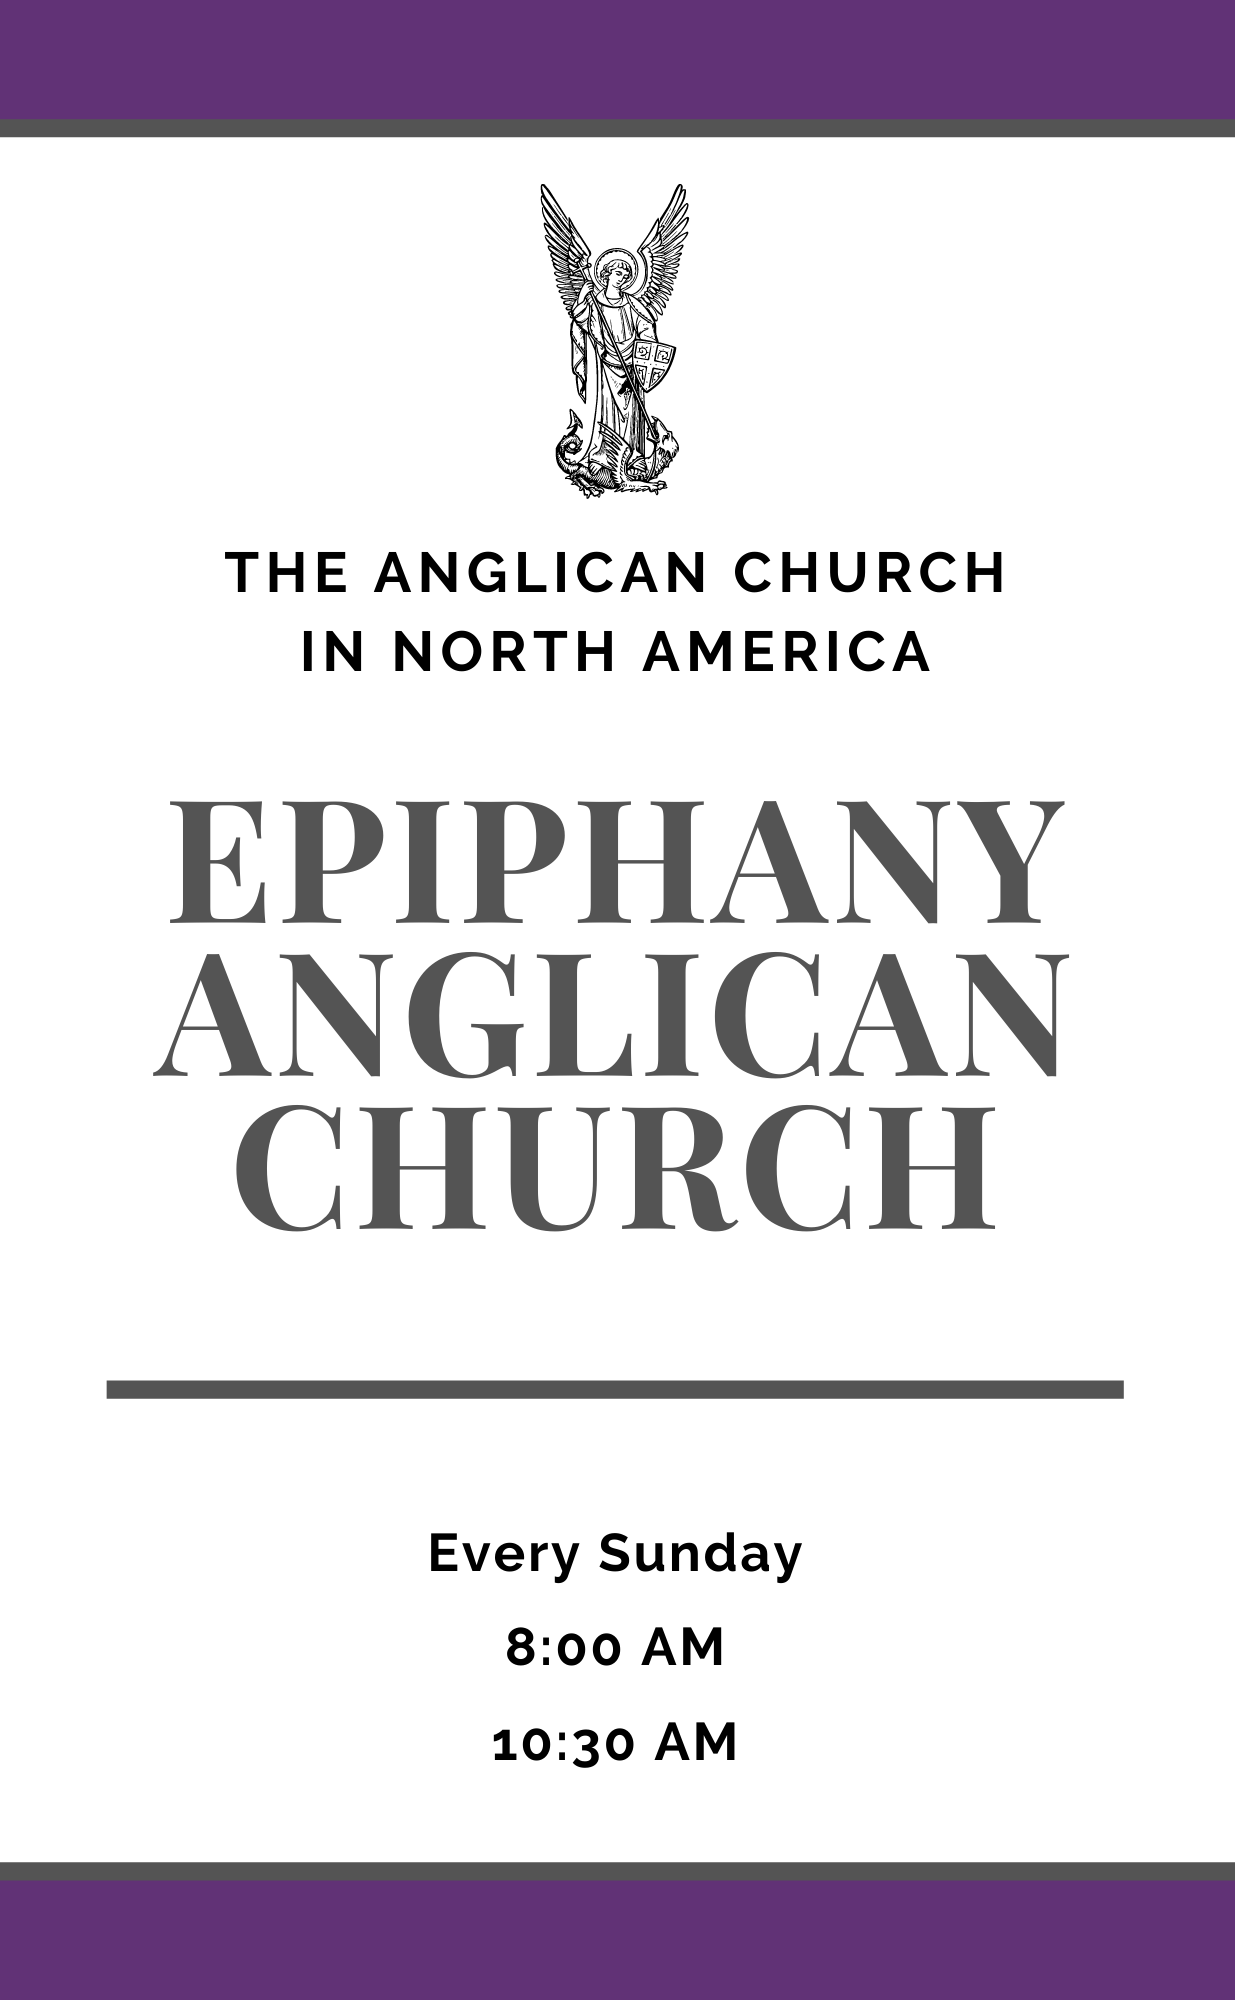 THE ANGLICAN CHURCH
IN NORTH AMERICA
EPIPHANY
ANGLICAN
CHURCH
Every Sunday
8:00 AM
10:30 AM